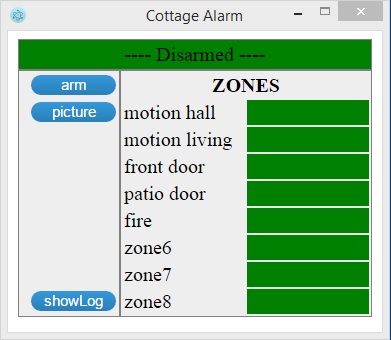 Cottage Alarm
---- Disarmed ----
arm
ZONES
picture
motion hall
motion living
front door
patio door
fire
zone6
zone7
showLog
zone8